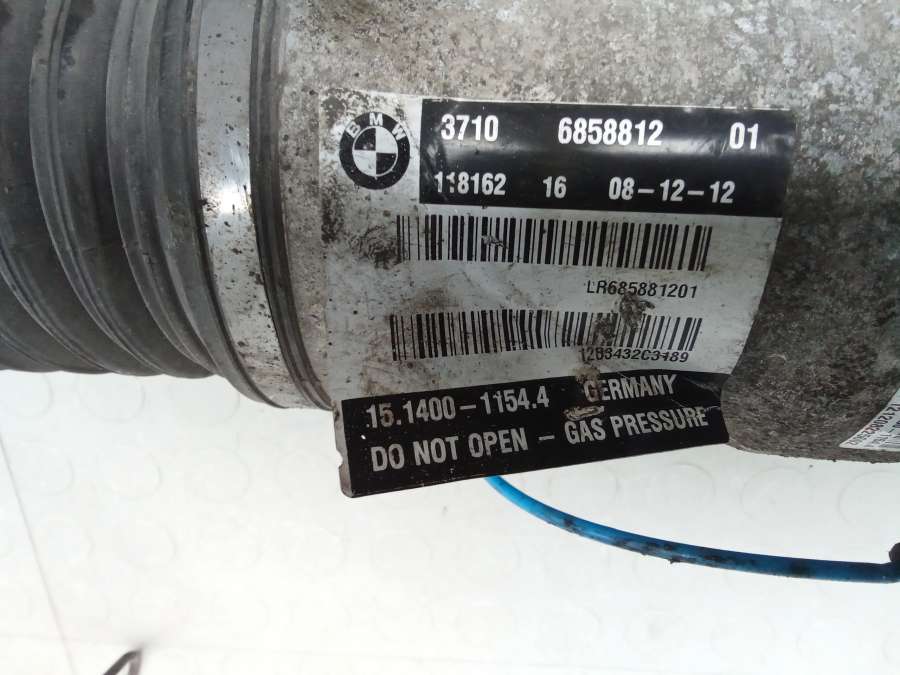 BMW
3710 6858812 01
118162 16 08-12-12
LR685881201
15.1400-1154.4 GERMANY
DO NOT OPEN - GAS PRESSURE